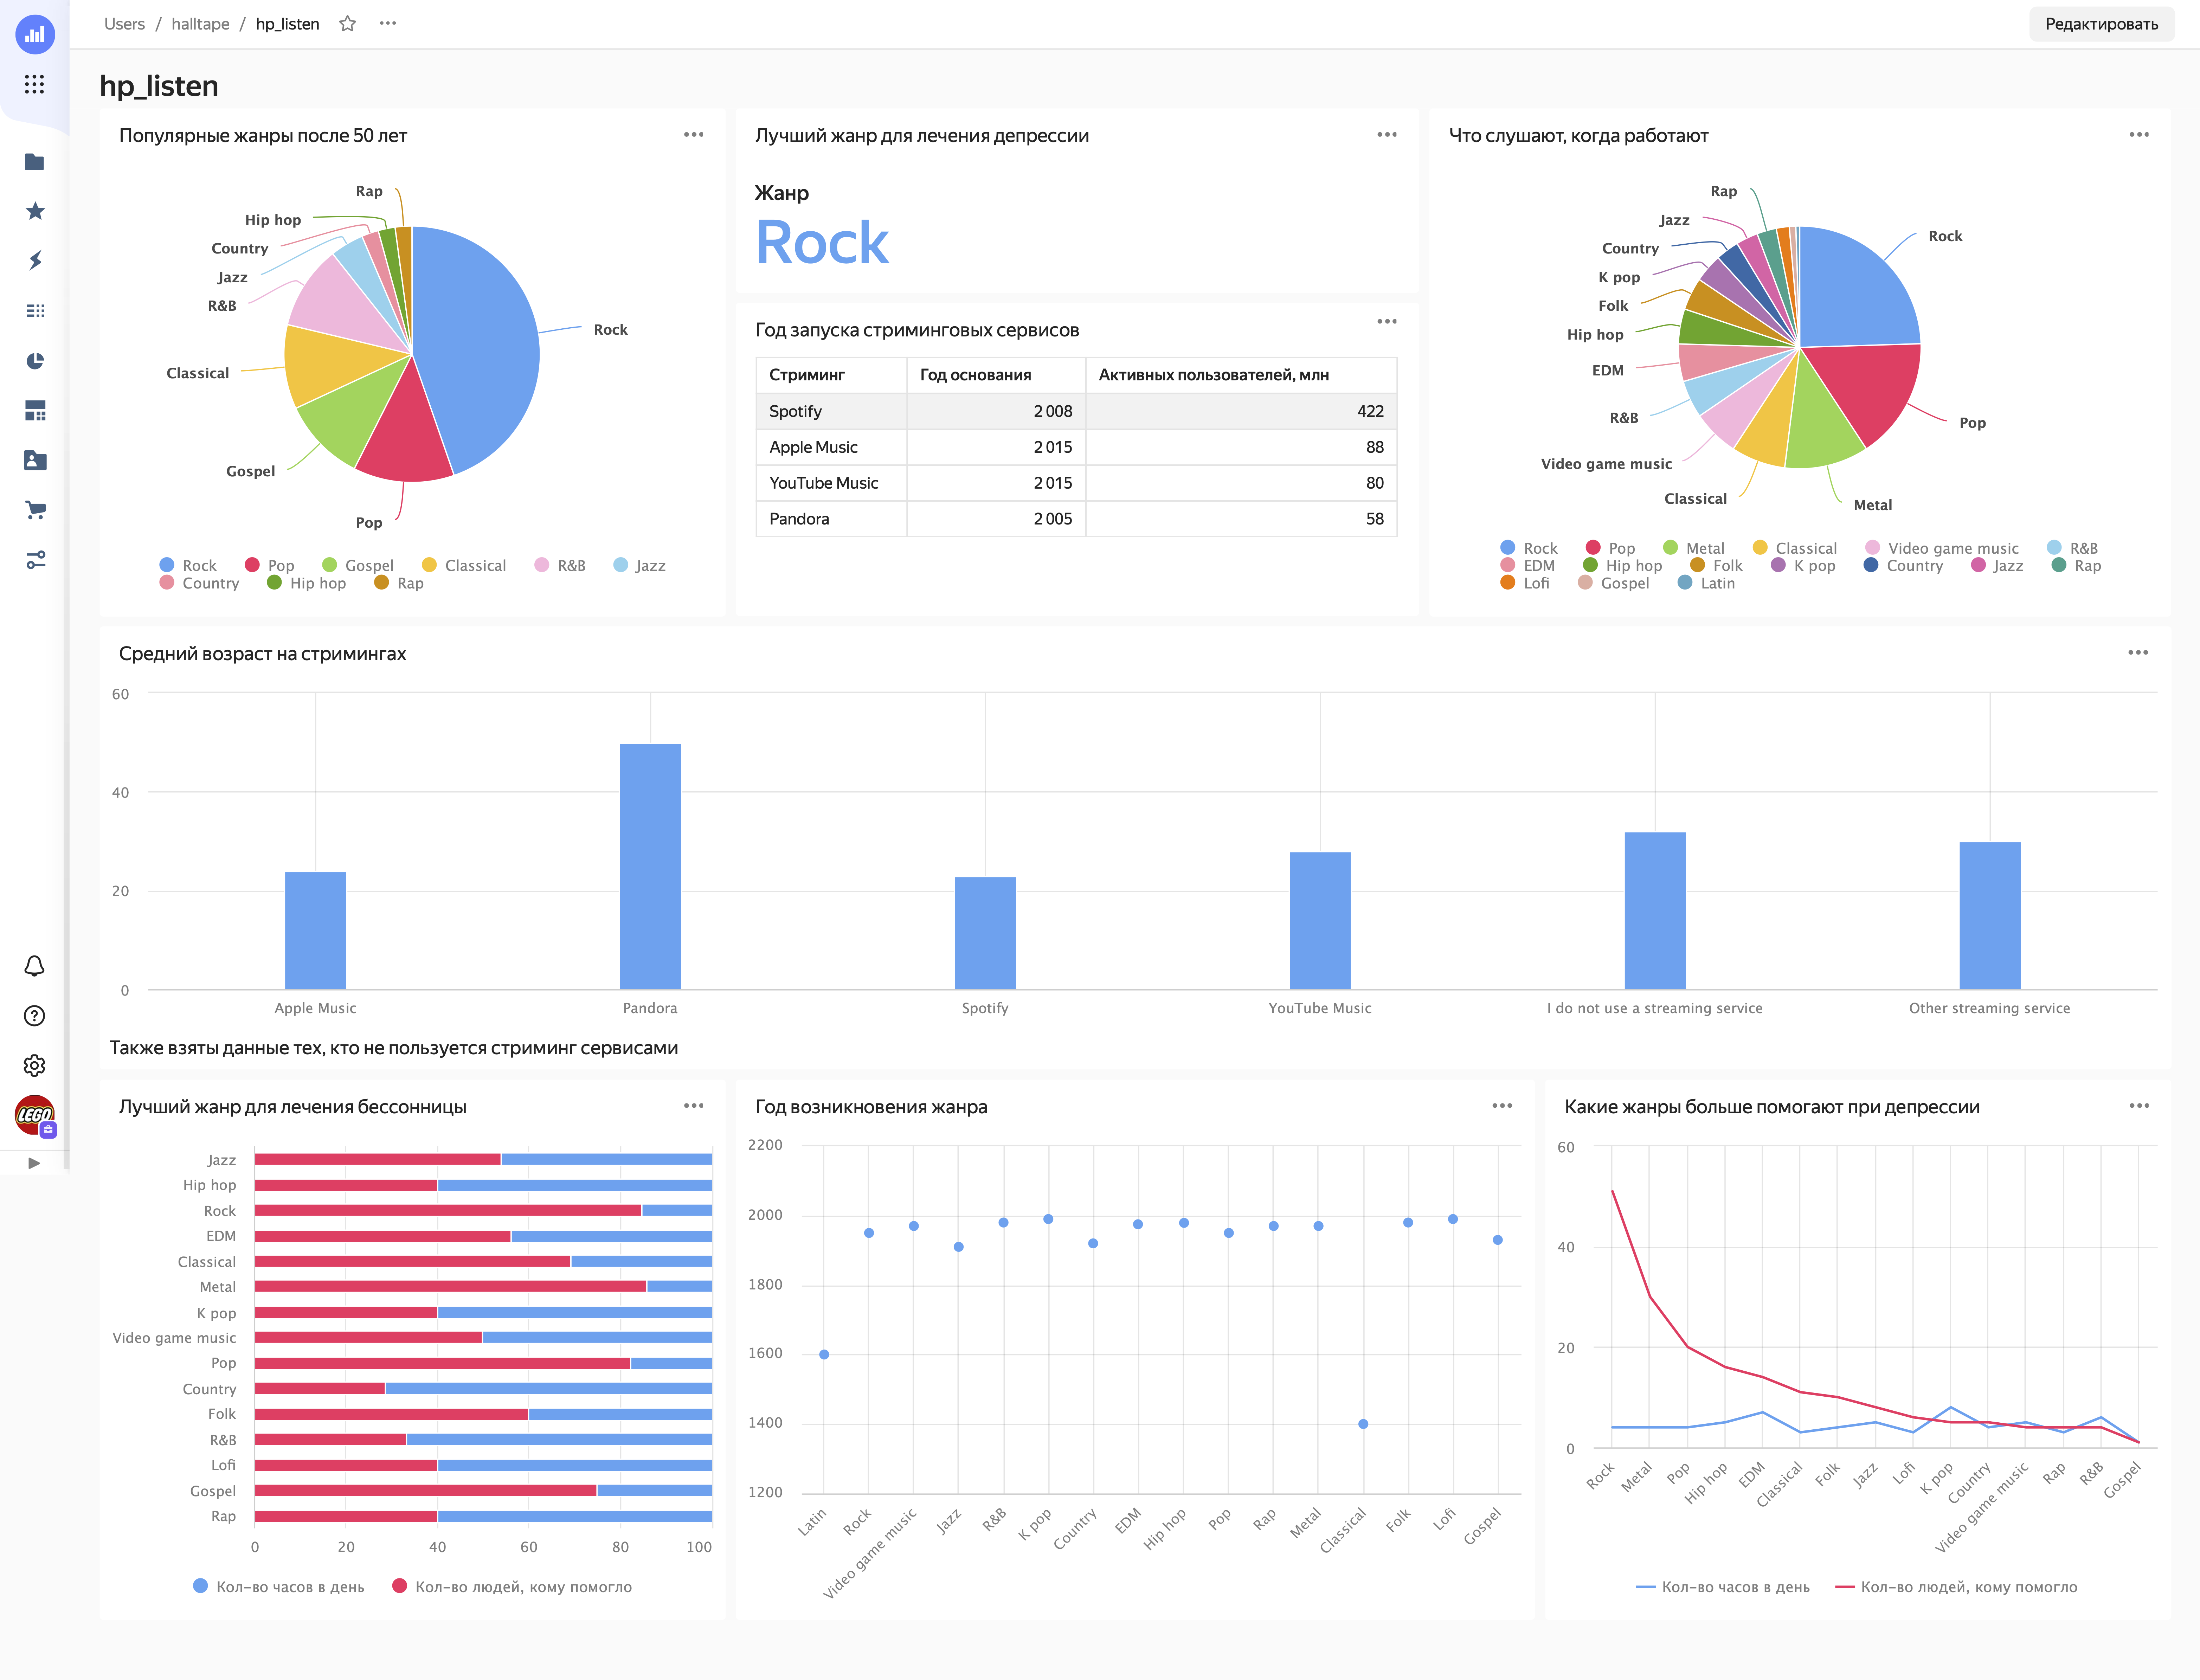 Users / halltape / hp_listen
Редактировать
hp_listen
Популярные жанры после 50 лет
Rap
Hip hop
Country
Jazz
R&B
Rock
Classical
Gospel
Pop
Rock Pop Gospel Classical R&B Jazz
Country Hip hop Rap
Лучший жанр для лечения депрессии
Жанр
Rock
Год запуска стриминговых сервисов
Стриминг Год основания Активных пользователей, млн
Spotify 2 008 422
Apple Music 2 015 88
YouTube Music 2 015 80
Pandora 2 005 58
Что слушают, когда работают
Rap
Jazz
Rock
Country
K pop
Folk
Hip hop
EDM
R&B
Pop
Video game music
Classical
Metal
Rock Pop Metal Classical Video game music R&B
EDM Hip hop Folk K pop Country Jazz Rap
Lofi Gospel Latin
Средний возраст на стримингах
60
40
20
0
Apple Music Pandora Spotify YouTube Music I do not use a streaming service Other streaming service
Также взяты данные тех, кто не пользуется стриминг сервисами
LEGO
Лучший жанр для лечения бессонницы
Jazz
Hip hop
Rock
EDM
Classical
Metal
K pop
Video game music
Pop
Country
Folk
R&B
Lofi
Gospel
Rap
0 20 40 60 80 100
Кол-во часов в день Кол-во людей, кому помогло
Год возникновения жанра
2200
2000
1800
1600
1400
1200
Latin Rock Video game music Jazz R&B K pop Country EDM Hip hop Pop Rap Metal Classical Folk Lofi Gospel
Какие жанры больше помогают при депрессии
60
40
20
0
Rock Metal Pop Hip hop EDM Classical Folk Jazz Lofi K pop Country Video game music Rap R&B Gospel
Кол-во часов в день Кол-во людей, кому помогло